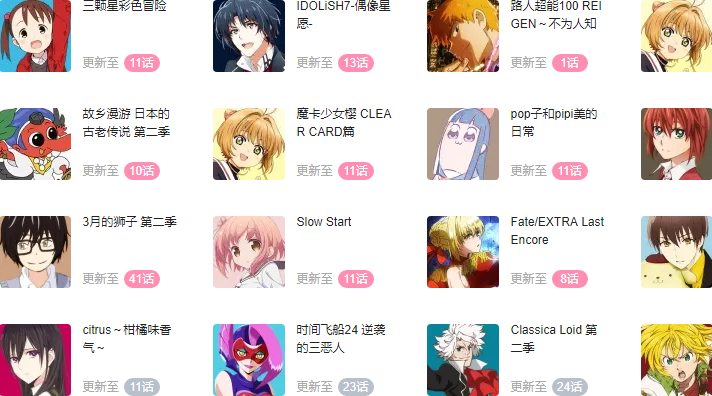 三颗星彩色冒险
更新至 11话
IDOLiSH7-偶像星
愿-
更新至 13话
路人超能100 REI
GEN～不为人知
更新至 1话
故乡漫游 日本的
古老传说 第二季
更新至 10话
魔卡少女樱 CLEA
R CARD篇
更新至 11话
pop子和pipi美的
日常
更新至 11话
3月的狮子 第二季
更新至 41话
Slow Start
更新至 11话
Fate/EXTRA Last
Encore
更新至 8话
citrus～柑橘味香
气～
更新至 11话
时间飞船24 逆袭
的三恶人
更新至 23话
Classica Loid 第
二季
更新至 24话